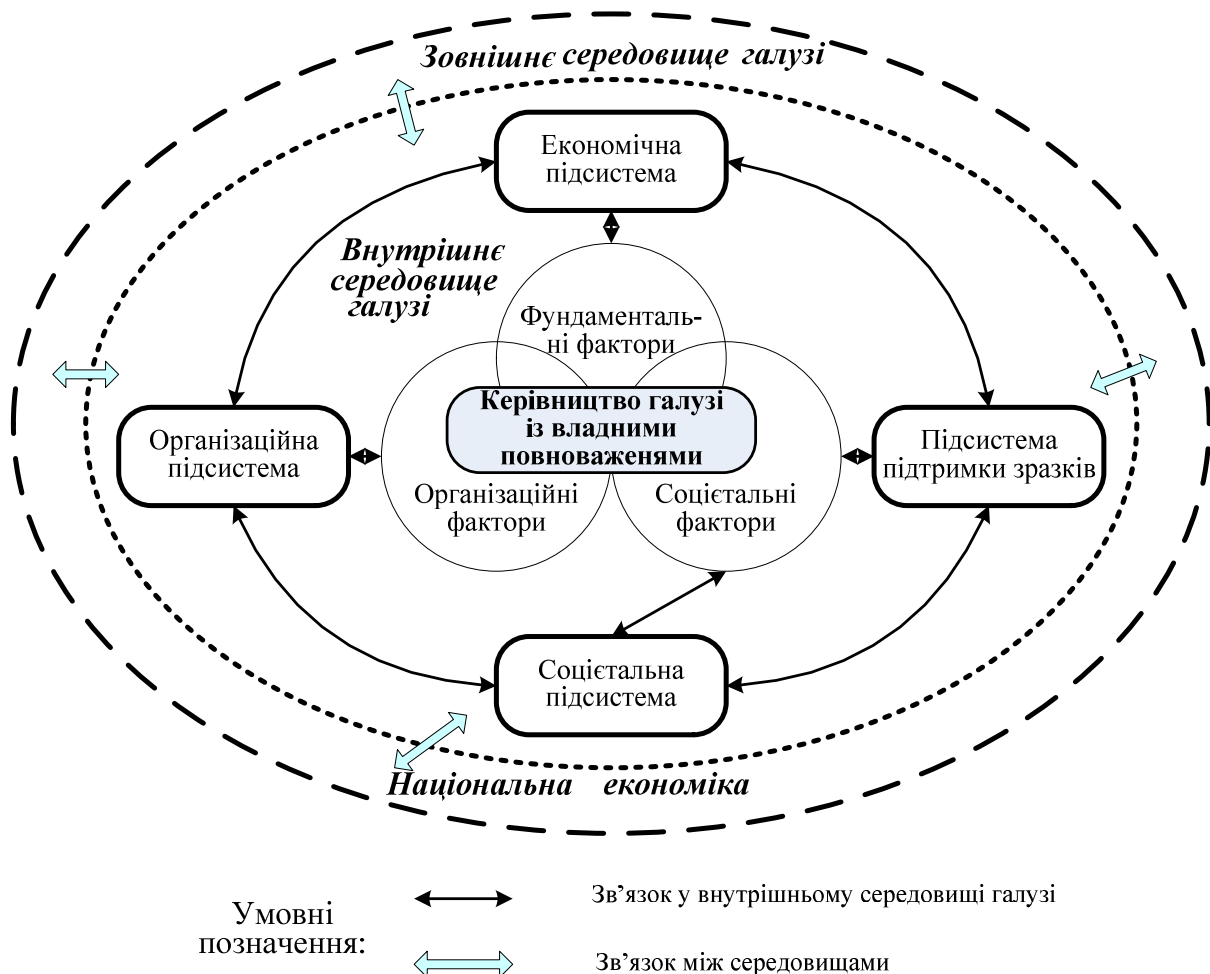 Зовнішнє середовище галузі
Економічна
підсистема
Внутрішнє
середовище
галузі
Фундаменталь-
ні фактори
Керівництво галузі
із владними
повноваженями
Організаційна
підсистема
Підсистема
підтримки зразків
Організаційні
фактори
Соцієтальні
фактори
Соцієтальна
підсистема
Національна економіка
Умовні
позначення:
Зв’язок у внутрішньому середовищі галузі
Зв’язок між середовищами